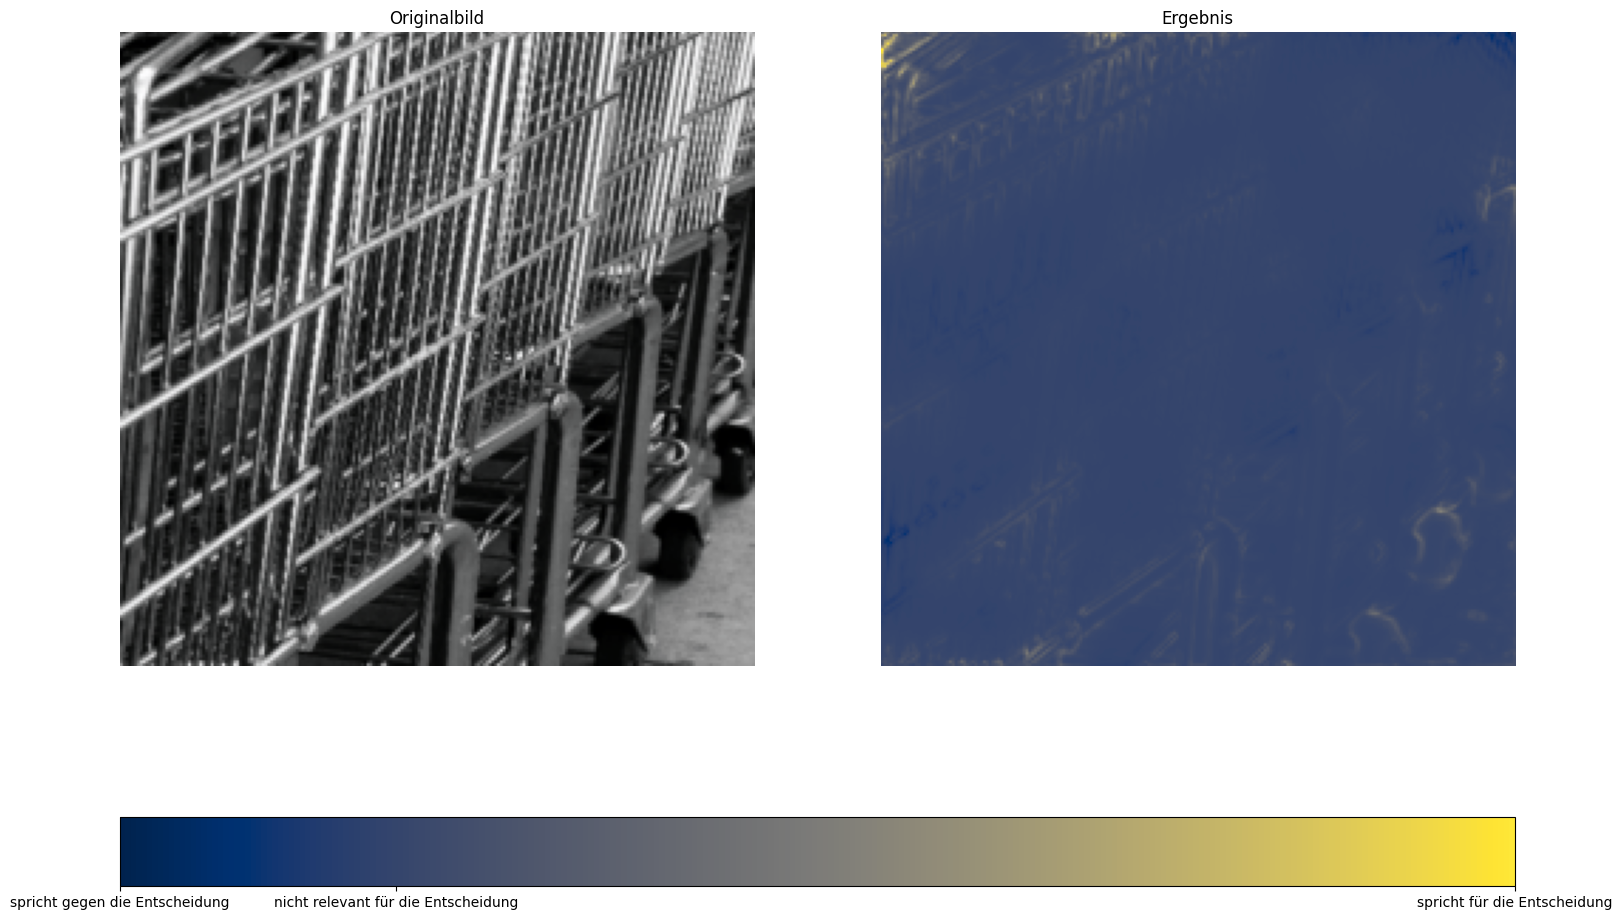 Originalbild
Ergebnis
spricht gegen die Entscheidung
nicht relevant für die Entscheidung
spricht für die Entscheidung